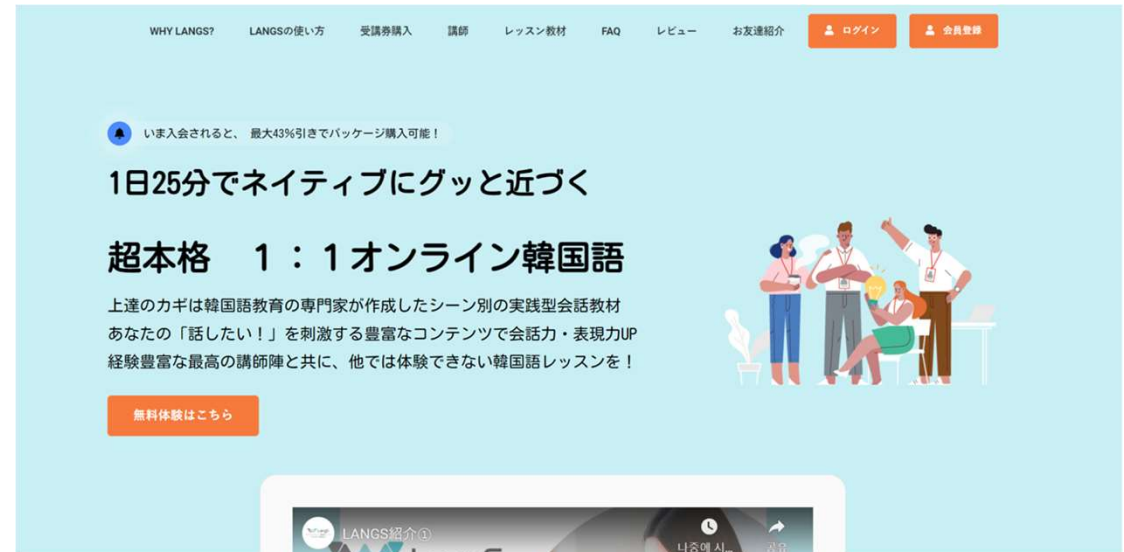 WHY LANGS? LANGSの使い方 受講券購入 講師 レッスン教材 FAQ レビュー お友達紹介 ログイン 会員登録
いま入会されると、 最大43%引きでパッケージ購入可能！
1日25分でネイティブにグッと近づく
超本格　１：１オンライン韓国語
上達のカギは韓国語教育の専門家が作成したシーン別の実践型会話教材
あなたの「話したい！」を刺激する豊富なコンテンツで会話力・表現力UP
経験豊富な最高の講師陣と共に、他では体験できない韓国語レッスンを！
無料体験はこちら
LANGS紹介①
나중에 시... 공유